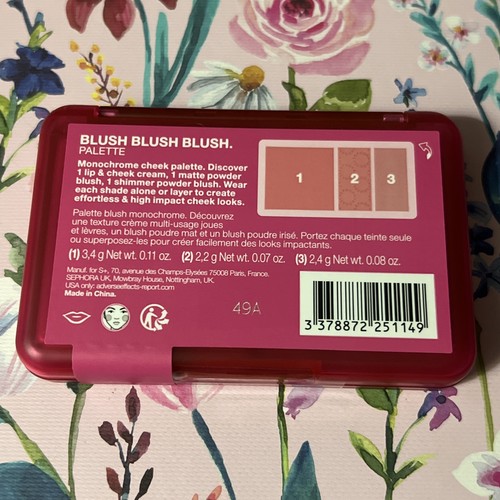 BLUSH BLUSH BLUSH.
PALETTE
Monochrome cheek palette. Discover
1 lip & cheek cream, 1 matte powder
blush, 1 shimmer powder blush. Wear
each shade alone or layer to create
effortless & high impact cheek looks.
1 2 3
Palette blush monochrome. Découvrez
une texture crème multi-usage joues
et lèvres, un blush poudre mat et un blush poudre irisé. Portez chaque teinte seule
ou superposez-les pour créer facilement des looks impactants.
(1) 3,4 g Net wt. 0.11 oz. (2) 2,2 g Net wt. 0.07 oz. (3) 2,4 g Net wt. 0.08 oz.
Manuf. for S+, 70, avenue des Champs-Elysées 75008 Paris, France.
SEPHORA UK, Mowbray House, Nottingham, UK.
USA only: adverseeffects-report.com
Made in China.
49A
3 378872 251149